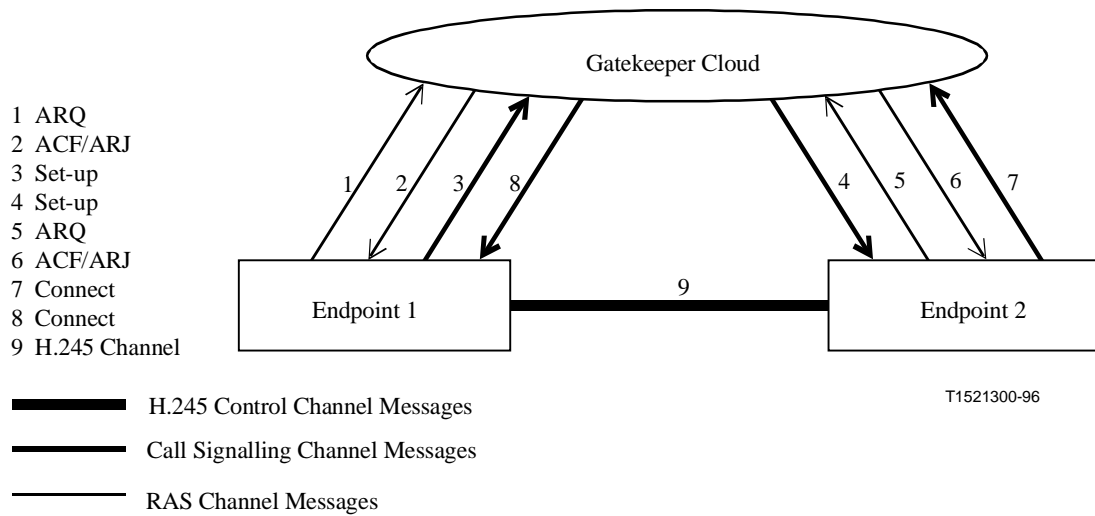 Gatekeeper Cloud
1 ARQ
2 ACF/ARJ
3 Set-up
4 Set-up
5 ARQ
6 ACF/ARJ
7 Connect
8 Connect
9 H.245 Channel
1
2
3
8
4
5
6
7
Endpoint 1
9
Endpoint 2
T1521300-96
H.245 Control Channel Messages
Call Signalling Channel Messages
RAS Channel Messages